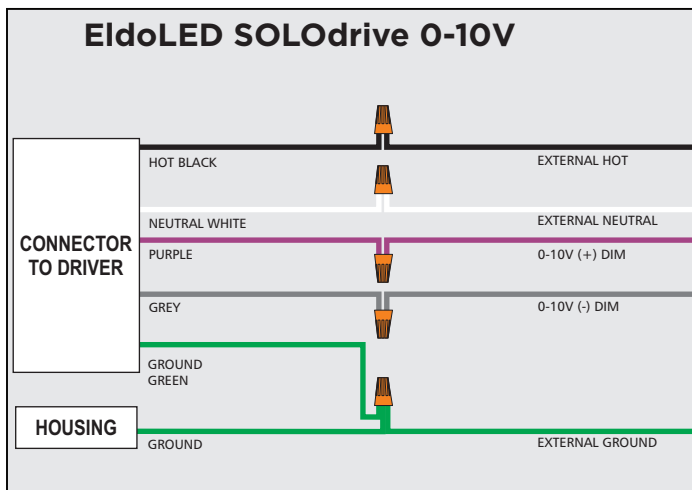 EldoLED SOLOdrive 0-10V
HOT BLACK
EXTERNAL HOT
NEUTRAL WHITE
EXTERNAL NEUTRAL
CONNECTOR
TO DRIVER
PURPLE
0-10V (+) DIM
GREY
0-10V (-) DIM
GROUND
GREEN
HOUSING
GROUND
EXTERNAL GROUND